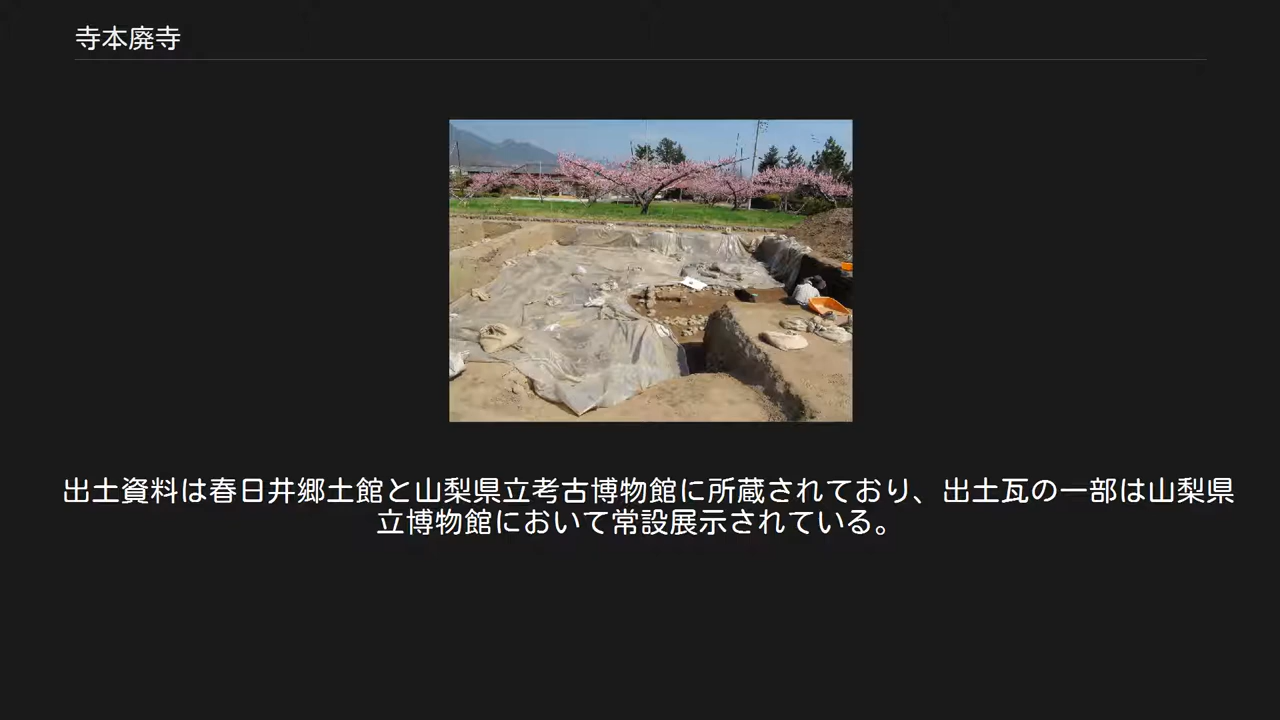 寺本廃寺
出土資料は春日井郷土館と山梨県立考古博物館に所蔵されており、出土瓦の一部は山梨県
立博物館において常設展示されている。